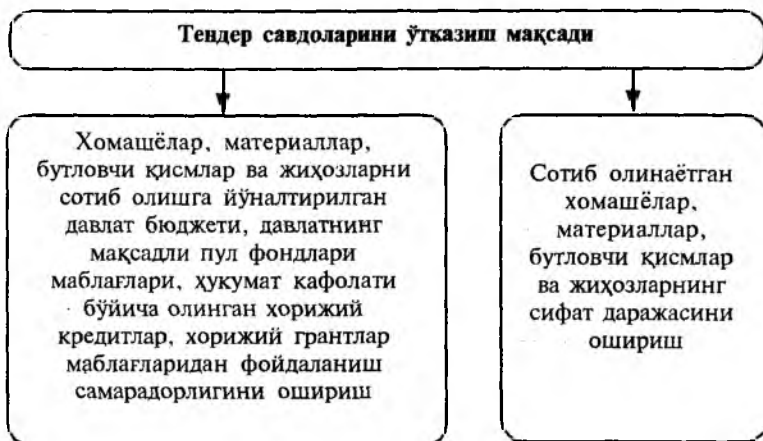 Тендер савдоларини ўтказиш мақсади
Хомашёлар, материаллар,
бутловчи қисмлар ва жиҳозларни
сотиб олишга йўналтирилган
давлат бюджети, давлатнинг
мақсадли пул фондлари
маблағлари, ҳукумат кафолати
бўйича олинган хорижий
кредитлар, хорижий грантлар
маблағларидан фойдаланиш
самарадорлигини ошириш
Сотиб олинаётган
хомашёлар,
материаллар,
бутловчи қисмлар
ва жиҳозларнинг
сифат даражасини
ошириш